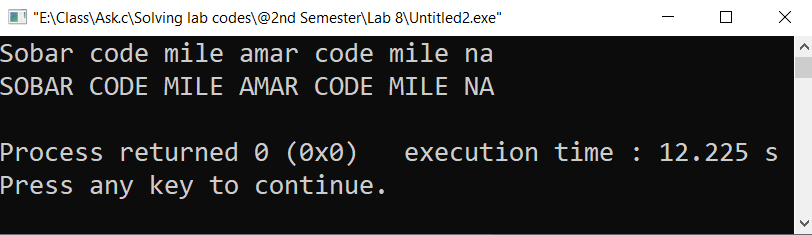 "E:\Class\Ask.c\Solving lab codes\@2nd Semester\Lab 8\Untitled2.exe"
Sobar code mile amar code mile na
SOBAR CODE MILE AMAR CODE MILE NA
Process returned 0 (0x0)   execution time : 12.225 s
Press any key to continue.